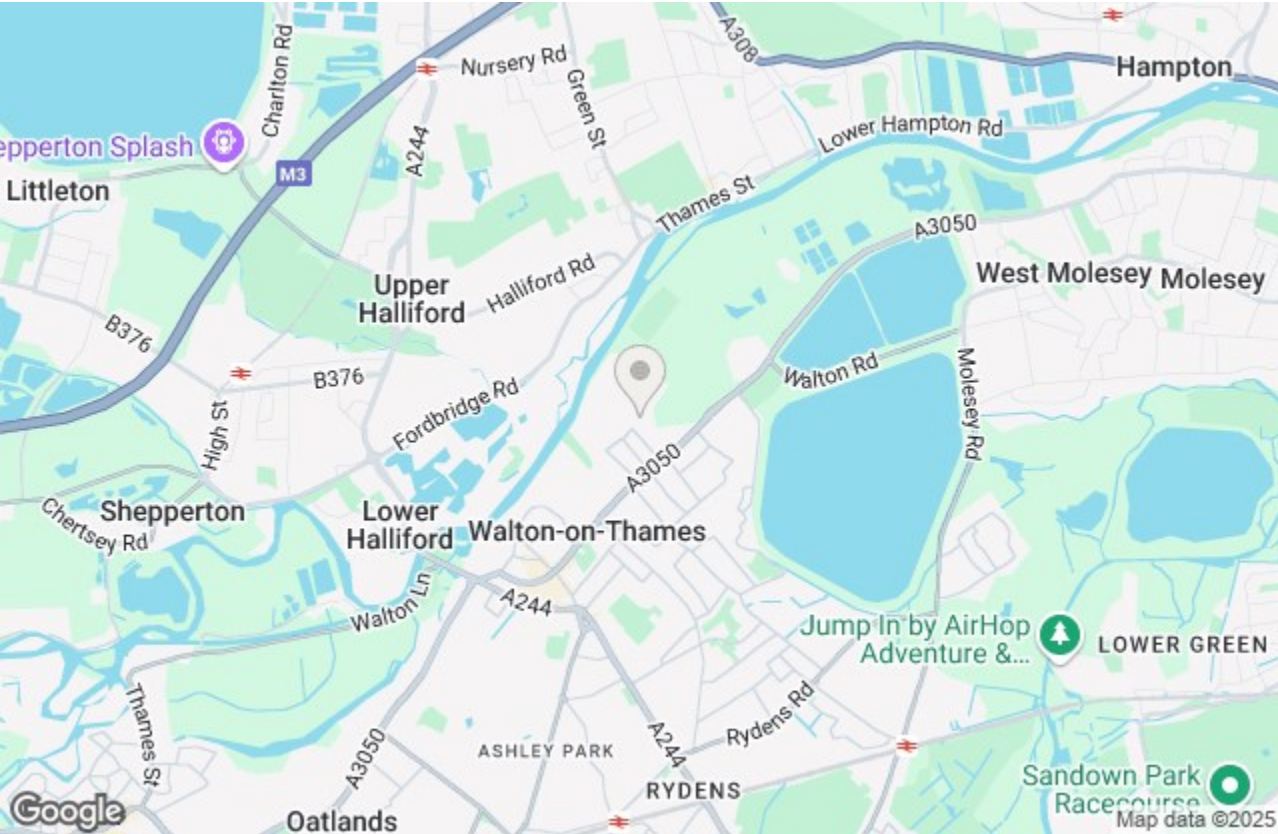 Charlton Rd
Nursery Rd
A308
Hampton
Green St
A244
Lower Hampton Rd
epperton Splash
M3
Littleton
Thames St
A3050
Upper
Halliford
Halliford Rd
West Molesey
Molesey
B376
B376
Walton Rd
Molesey Rd
High St
Fordbridge Rd
A3050
Shepperton
Chertsey Rd
Lower
Halliford
Walton-on-Thames
Walton Ln
A244
Jump In by AirHop
Adventure &...
LOWER GREEN
Thames St
A3050
Rydens Rd
A244
ASHLEY PARK
RYDENS
Sandown Park
Racecourse
Google
Oatlands
Map data ©2025